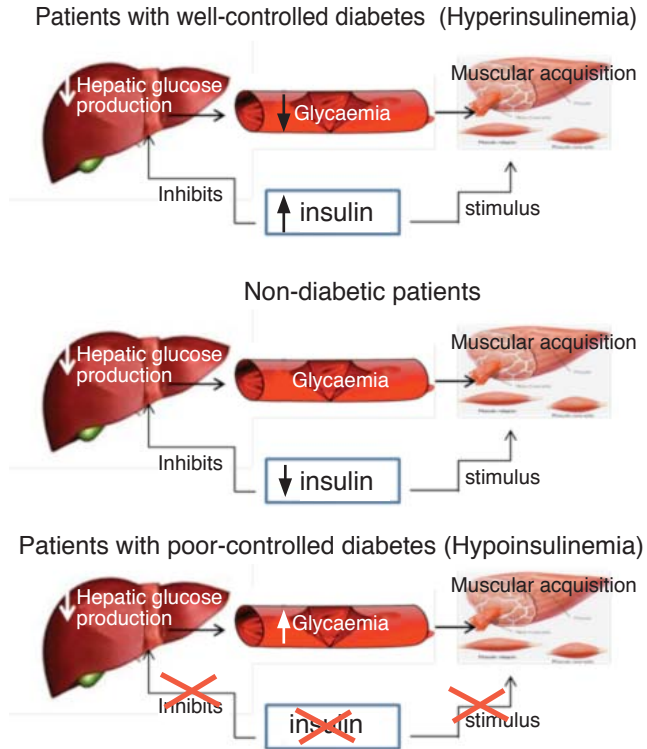 Patients with well-controlled diabetes (Hyperinsulinemia)
Hepatic glucose
production
Glycaemia
Muscular acquisition
Inhibits
insulin
stimulus
Non-diabetic patients
Hepatic glucose
production
Glycaemia
Muscular acquisition
Inhibits
insulin
stimulus
Patients with poor-controlled diabetes (Hypoinsulinemia)
Hepatic glucose
production
Glycaemia
Muscular acquisition
Inhibits
insulin
stimulus